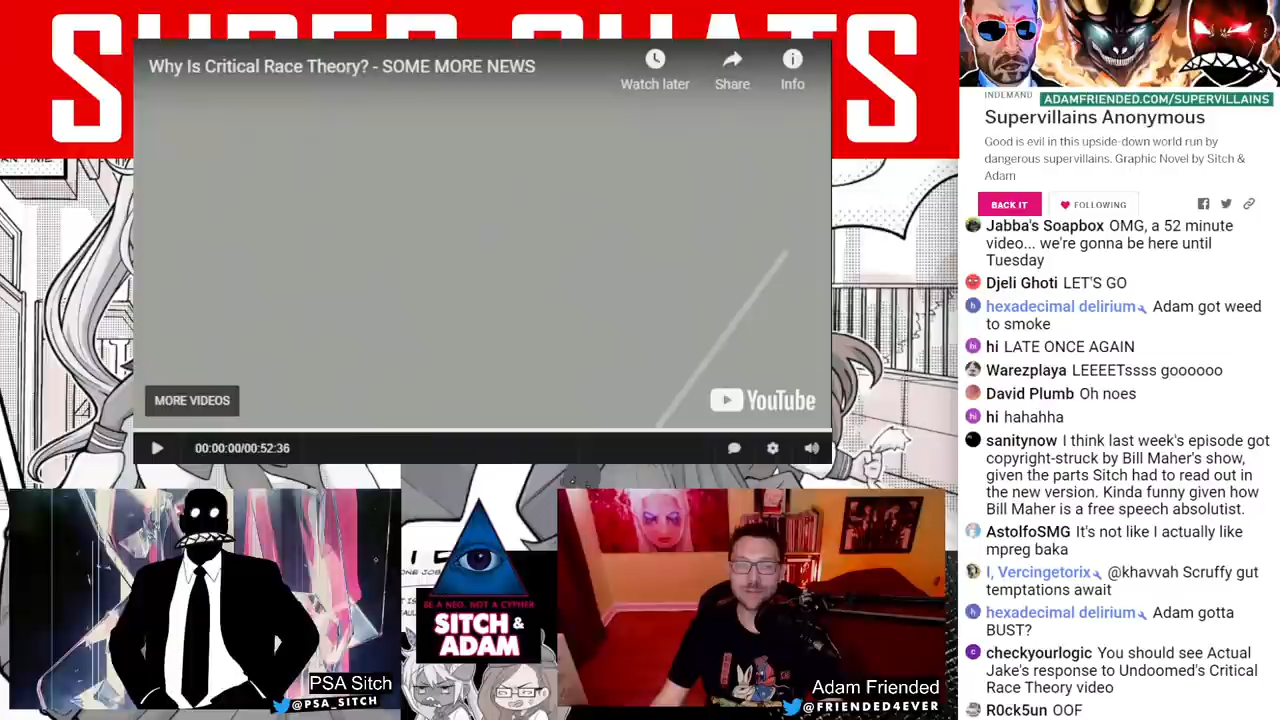 SUPER CHATS
Why Is Critical Race Theory? - SOME MORE NEWS
Watch later
Share
Info
MORE VIDEOS
YouTube
00:00:00/00:52:36
BE A NEO, NOT A CYPHER
SITCH &
ADAM
PSA Sitch
@PSA_SITCH
Adam Friended
@FRIENDED4EVER
INDEMAND
ADAMFRIENDED.COM/SUPERVILLAINS
Supervillains Anonymous
Good is evil in this upside-down world run by
dangerous supervillains. Graphic Novel by Sitch &
Adam
BACK IT
FOLLOWING
Jabba's Soapbox OMG, a 52 minute
video... we're gonna be here until
Tuesday
Djeli Ghoti LET'S GO
hexadecimal delirium Adam got weed
to smoke
hi LATE ONCE AGAIN
Warezplaya LEEEETssss goooooo
David Plumb Oh noes
hi hahahha
sanitynow I think last week's episode got
copyright-struck by Bill Maher's show,
given the parts Sitch had to read out in
the new version. Kinda funny given how
Bill Maher is a free speech absolutist.
AstolfoSMG It's not like I actually like
mpreg baka
I, Vercingetorix @khavvah Scruffy gut
temptations await
hexadecimal delirium Adam gotta
BUST?
checkyourlogic You should see Actual
Jake's response to Undoomed's Critical
Race Theory video
R0ck5un OOF